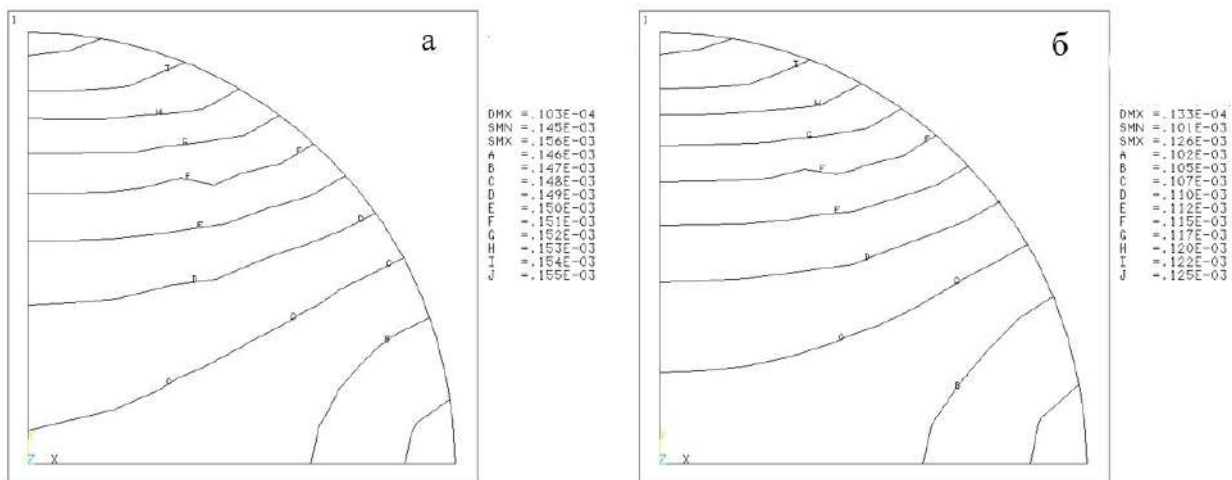 1
а
DMX =.103E-04
SMN =.145E-03
SMX =.156E-03
A =.146E-03
B =.147E-03
C =.148E-03
D =.149E-03
E =.150E-03
F =.151E-03
G =.152E-03
H =.153E-03
I =.154E-03
J =.155E-03
I
H
G
F
F
E
D
D
C
C
B
Z X
1
б
DMX =.133E-04
SMN =.101E-03
SMX =.126E-03
A =.102E-03
B =.105E-03
C =.107E-03
D =.110E-03
E =.112E-03
F =.115E-03
G =.117E-03
H =.120E-03
I =.122E-03
J =.125E-03
I
H
G
F
E
D
B
Z X